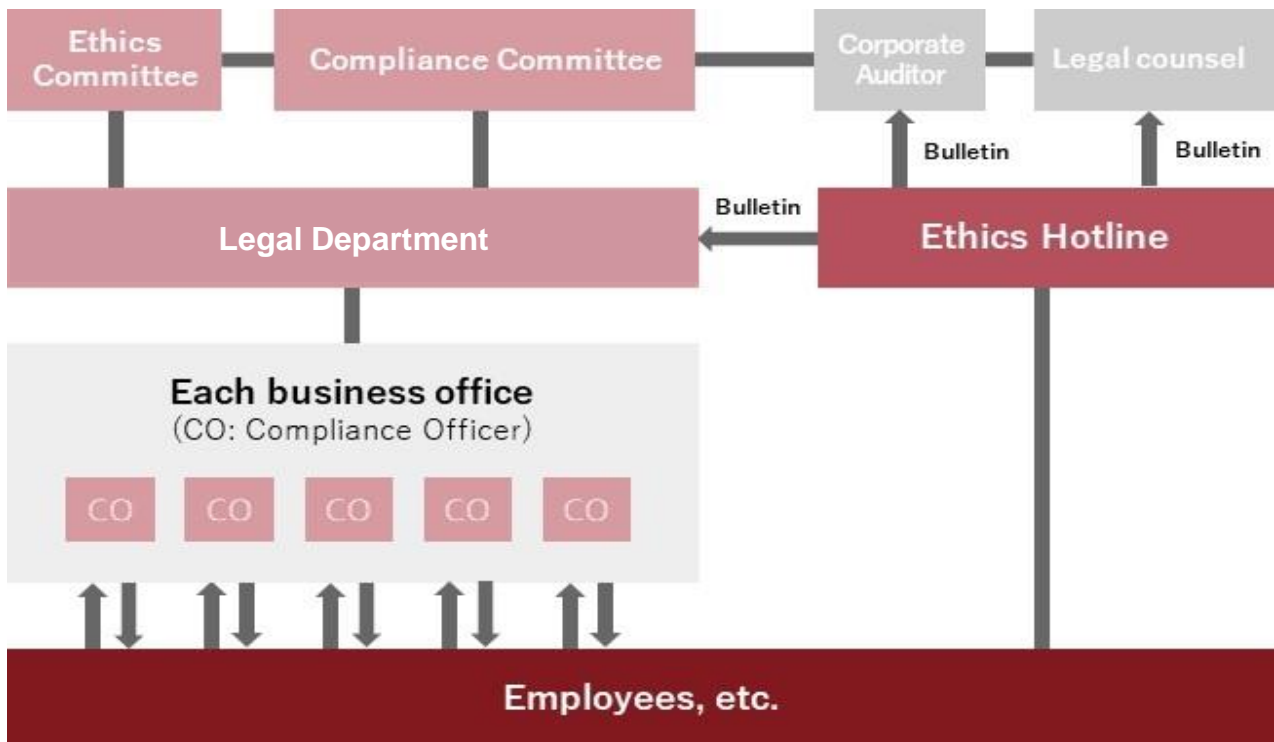 Ethics
Committee
Compliance Committee
Corporate
Auditor
Legal counsel
Bulletin
Bulletin
Bulletin
Legal Department
Ethics Hotline
Each business office
(CO: Compliance Officer)
CO
CO
CO
CO
CO
Employees, etc.